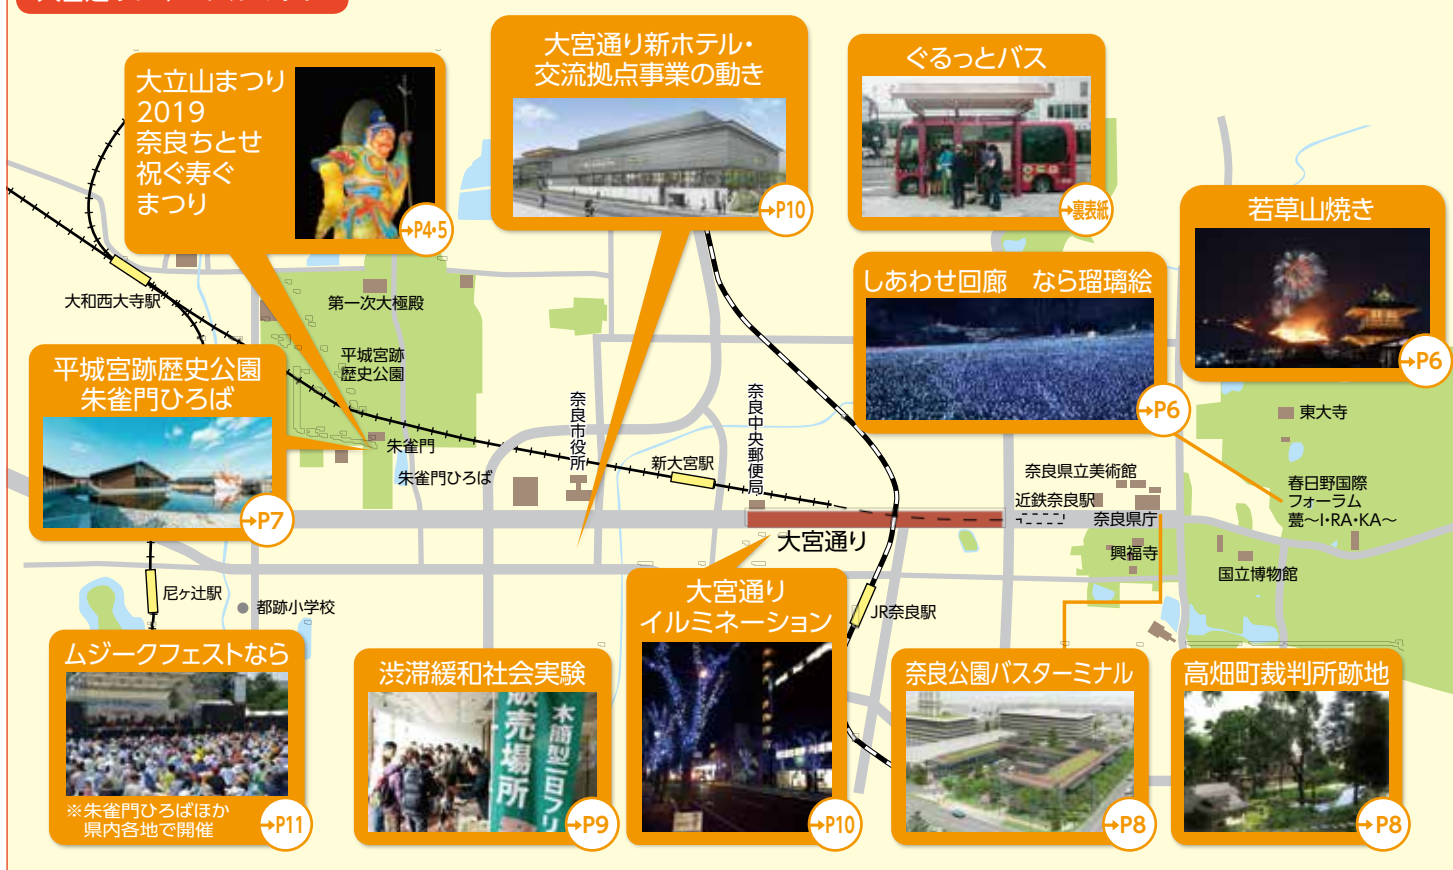 大立山まつり
2019
奈良ちとせ
祝ぐ寿ぐ
まつり
→P4・5
大宮通り新ホテル・
交流拠点事業の動き
→P10
ぐるっとバス
→裏表紙
若草山焼き
→P6
しあわせ回廊　なら瑠璃絵
→P6
大和西大寺駅
第一次大極殿
平城宮跡
歴史公園
平城宮跡歴史公園
朱雀門ひろば
→P7
朱雀門
朱雀門ひろば
奈良市役所
新大宮駅
奈良中央郵便局
大宮通り
奈良県立美術館
近鉄奈良駅
奈良県庁
興福寺
東大寺
春日野国際
フォーラム
甍～I・RA・KA～
国立博物館
尼ヶ辻駅
都跡小学校
JR奈良駅
ムジークフェストなら
※朱雀門ひろばほか
県内各地で開催
→P11
渋滞緩和社会実験
木簡型一日フリ
販売場所
→P9
大宮通り
イルミネーション
→P10
奈良公園バスターミナル
→P8
高畑町裁判所跡地
→P8